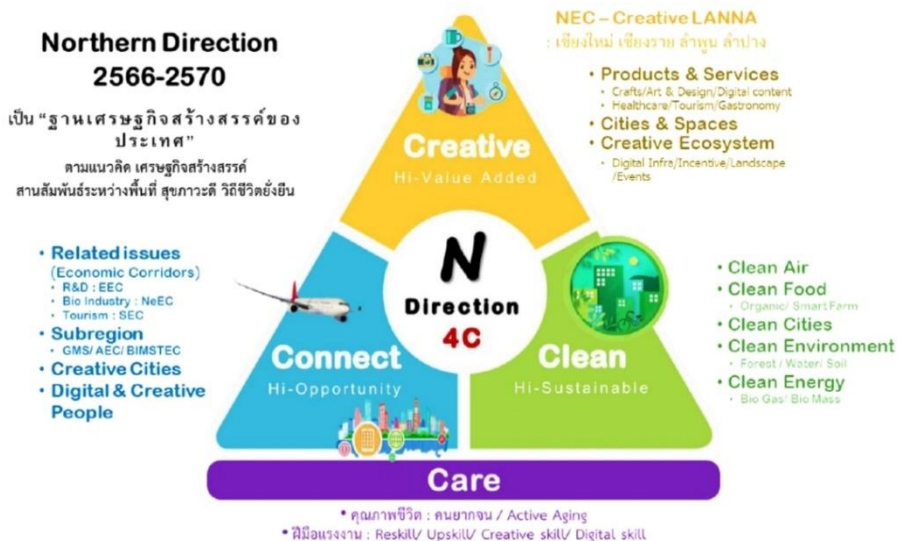 Northern Direction
2566-2570
เป็น “ฐานเศรษฐกิจสร้างสรรค์ของ
ประเทศ”
ตามแนวคิด เศรษฐกิจสร้างสรรค์
สานสัมพันธ์ระหว่างพื้นที่ สุขภาวะดี วิถีชีวิตยั่งยืน
NEC – Creative LANNA
: เชียงใหม่ เชียงราย ลำพูน ลำปาง
• Products & Services
• Crafts/Art & Design/Digital content
• Healthcare/Tourism/Gastronomy
• Cities & Spaces
• Creative Ecosystem
• Digital Infra/Incentive/Landscape
/Events
Creative
Hi-Value Added
N
Direction
4C
• Related issues
(Economic Corridors)
• R&D : EEC
• Bio Industry : NeEC
• Tourism : SEC
• Subregion
• GMS/ AEC/ BIMSTEC
• Creative Cities
• Digital & Creative
People
Connect
Hi-Opportunity
Clean
Hi-Sustainable
• Clean Air
• Clean Food
• Organic/ Smart Farm
• Clean Cities
• Clean Environment
• Forest / Water/ Soil
• Clean Energy
• Bio Gas/ Bio Mass
Care
• คุณภาพชีวิต : คนยากจน / Active Aging
• ฝีมือแรงงาน : Reskill/ Upskill/ Creative skill/ Digital skill